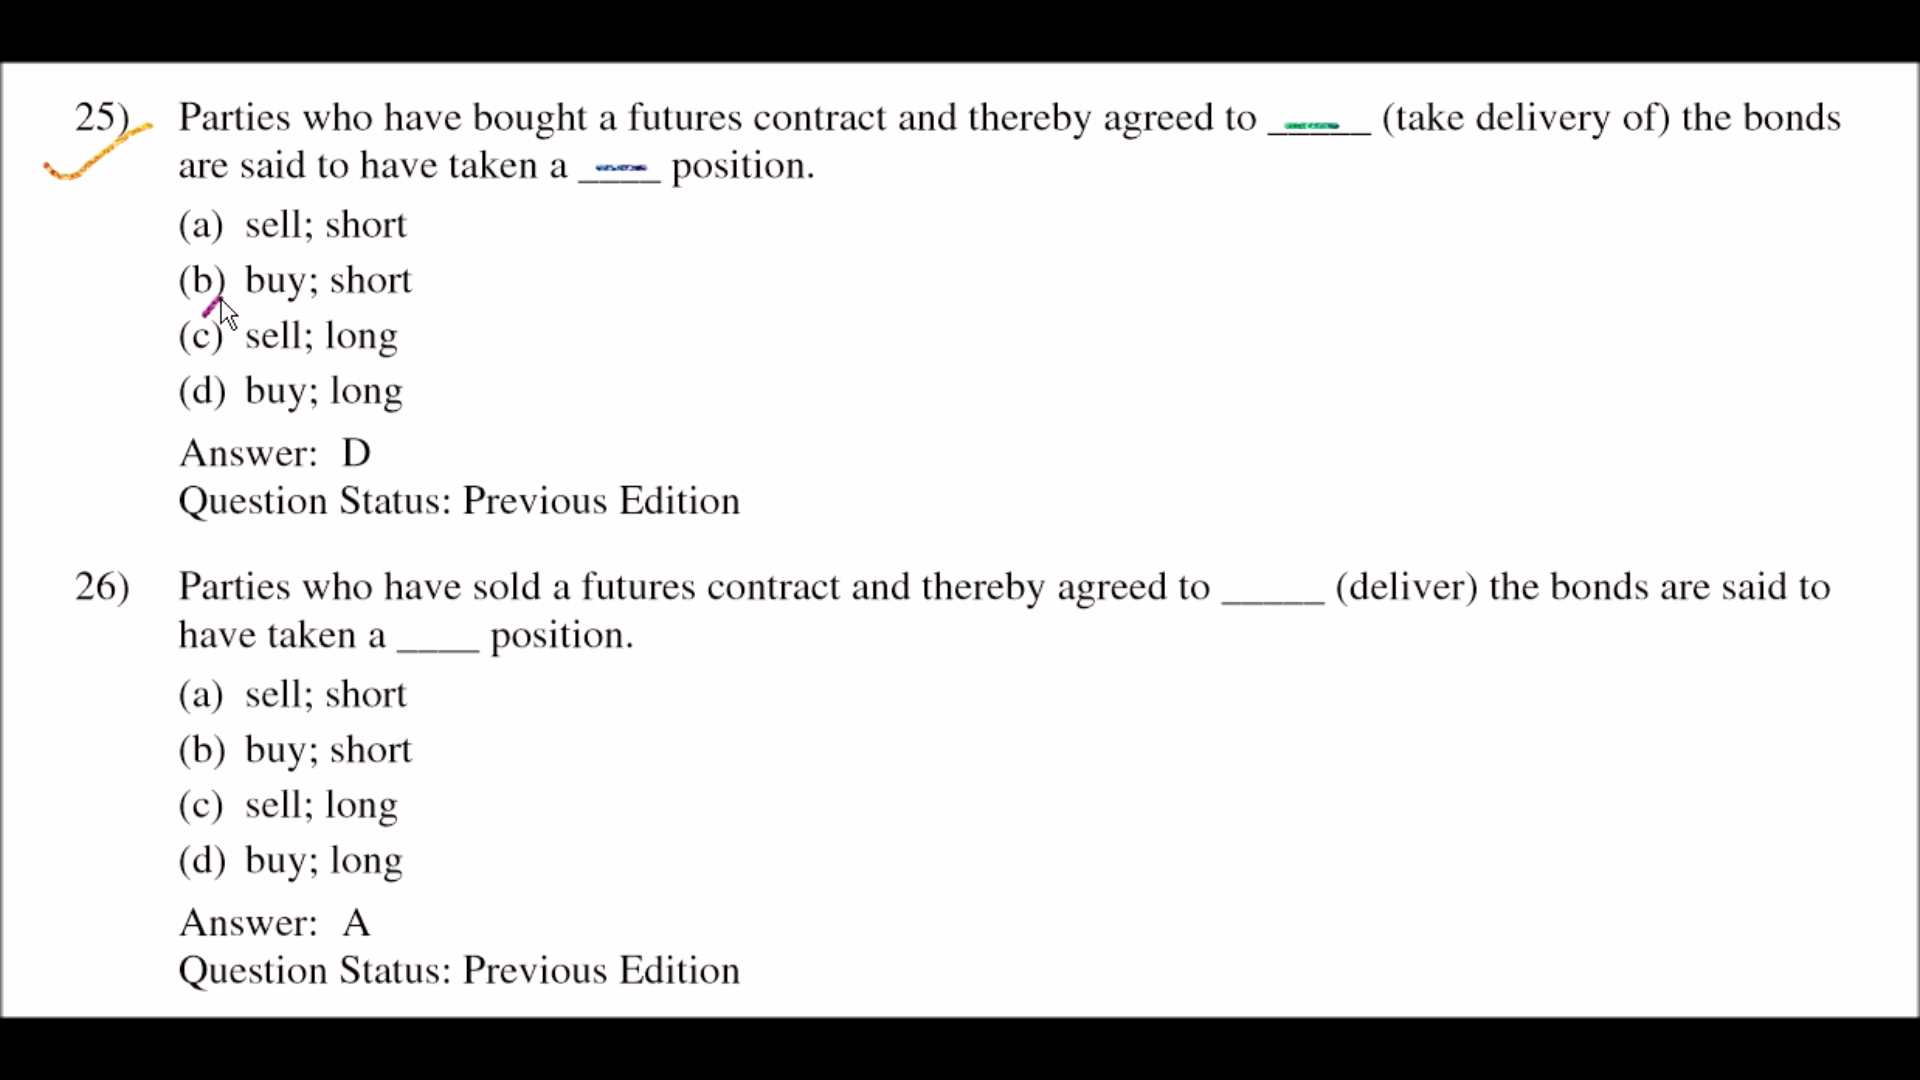 25) Parties who have bought a futures contract and thereby agreed to _____ (take delivery of) the bonds
are said to have taken a ____ position.
(a) sell; short
(b) buy; short
(c) sell; long
(d) buy; long
Answer: D
Question Status: Previous Edition
26) Parties who have sold a futures contract and thereby agreed to _____ (deliver) the bonds are said to
have taken a ____ position.
(a) sell; short
(b) buy; short
(c) sell; long
(d) buy; long
Answer: A
Question Status: Previous Edition